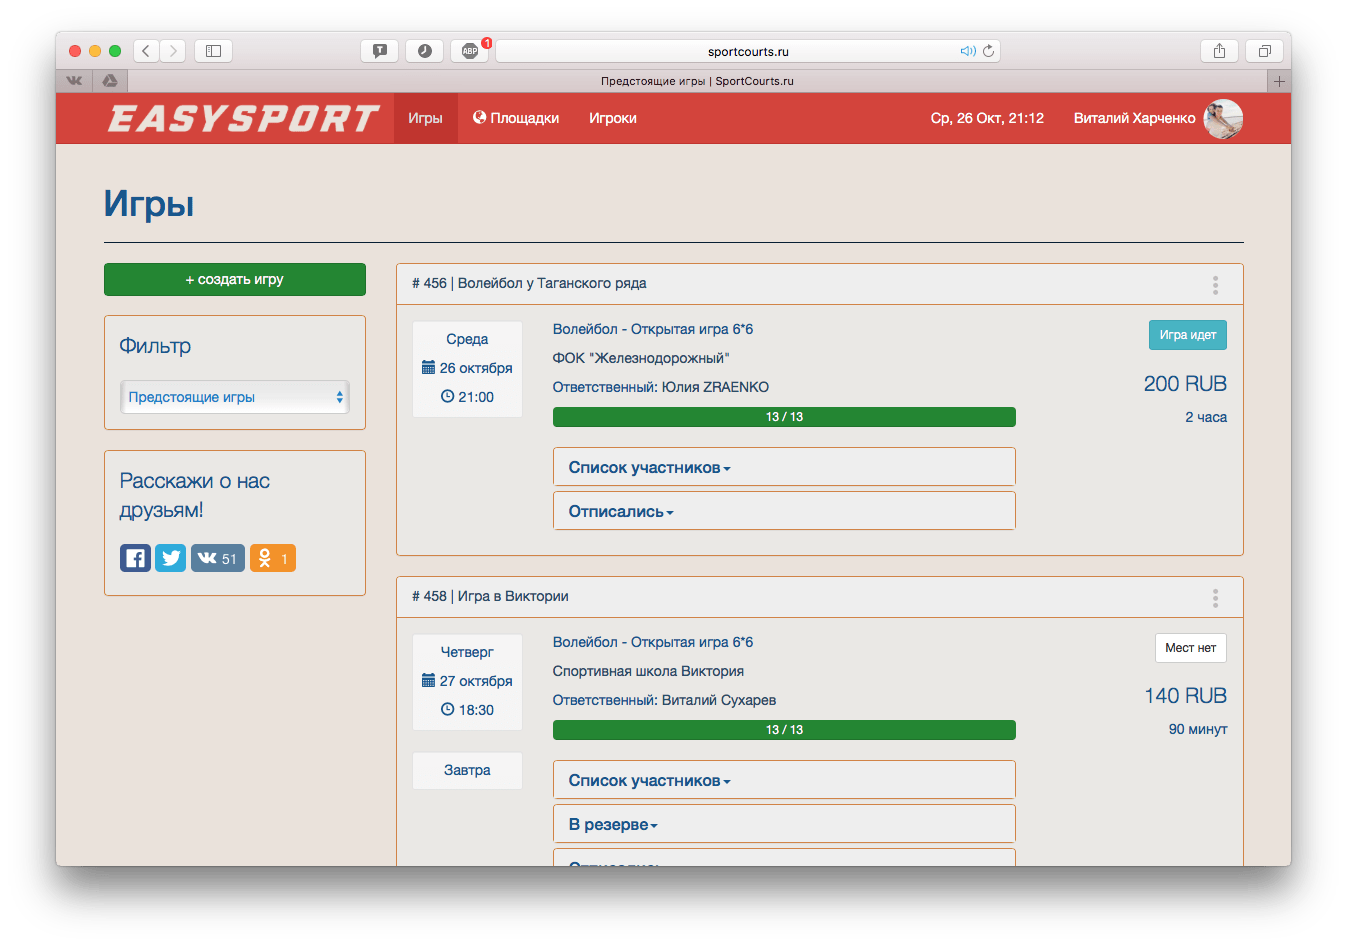 ABP
1
sportcourts.ru
Предстоящие игры | SportCourts.ru
EASYSPORT
Игры
Площадки
Игроки
Ср, 26 Окт, 21:12
Виталий Харченко
Игры
+ создать игру
Фильтр
Предстоящие игры
Расскажи о нас
друзьям!
51
1
# 456 | Волейбол у Таганского ряда
Среда
26 октября
21:00
Волейбол - Открытая игра 6*6
ФОК "Железнодорожный"
Ответственный: Юлия ZRAENKO
13 / 13
Игра идет
200 RUB
2 часа
Список участников
Отписались
# 458 | Игра в Виктории
Четверг
27 октября
18:30
Завтра
Волейбол - Открытая игра 6*6
Спортивная школа Виктория
Ответственный: Виталий Сухарев
13 / 13
Мест нет
140 RUB
90 минут
Список участников
В резерве
Отписались